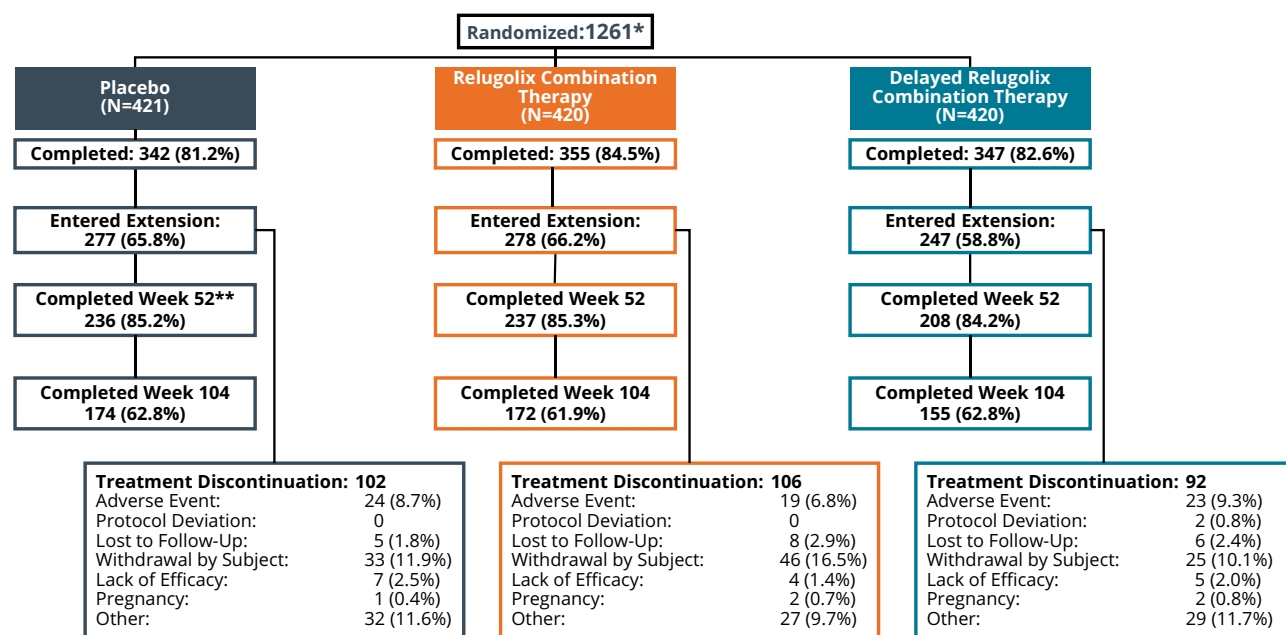 Randomized:1261*
Placebo
(N=421)
Completed: 342 (81.2%)
Entered Extension:
277 (65.8%)
Completed Week 52**
236 (85.2%)
Completed Week 104
174 (62.8%)
Treatment Discontinuation: 102
Adverse Event: 24 (8.7%)
Protocol Deviation: 0
Lost to Follow-Up: 5 (1.8%)
Withdrawal by Subject: 33 (11.9%)
Lack of Efficacy: 7 (2.5%)
Pregnancy: 1 (0.4%)
Other: 32 (11.6%)
Relugolix Combination
Therapy
(N=420)
Completed: 355 (84.5%)
Entered Extension:
278 (66.2%)
Completed Week 52
237 (85.3%)
Completed Week 104
172 (61.9%)
Treatment Discontinuation: 106
Adverse Event: 19 (6.8%)
Protocol Deviation: 0
Lost to Follow-Up: 8 (2.9%)
Withdrawal by Subject: 46 (16.5%)
Lack of Efficacy: 4 (1.4%)
Pregnancy: 2 (0.7%)
Other: 27 (9.7%)
Delayed Relugolix
Combination Therapy
(N=420)
Completed: 347 (82.6%)
Entered Extension:
247 (58.8%)
Completed Week 52
208 (84.2%)
Completed Week 104
155 (62.8%)
Treatment Discontinuation: 92
Adverse Event: 23 (9.3%)
Protocol Deviation: 2 (0.8%)
Lost to Follow-Up: 6 (2.4%)
Withdrawal by Subject: 25 (10.1%)
Lack of Efficacy: 5 (2.0%)
Pregnancy: 2 (0.8%)
Other: 29 (11.7%)